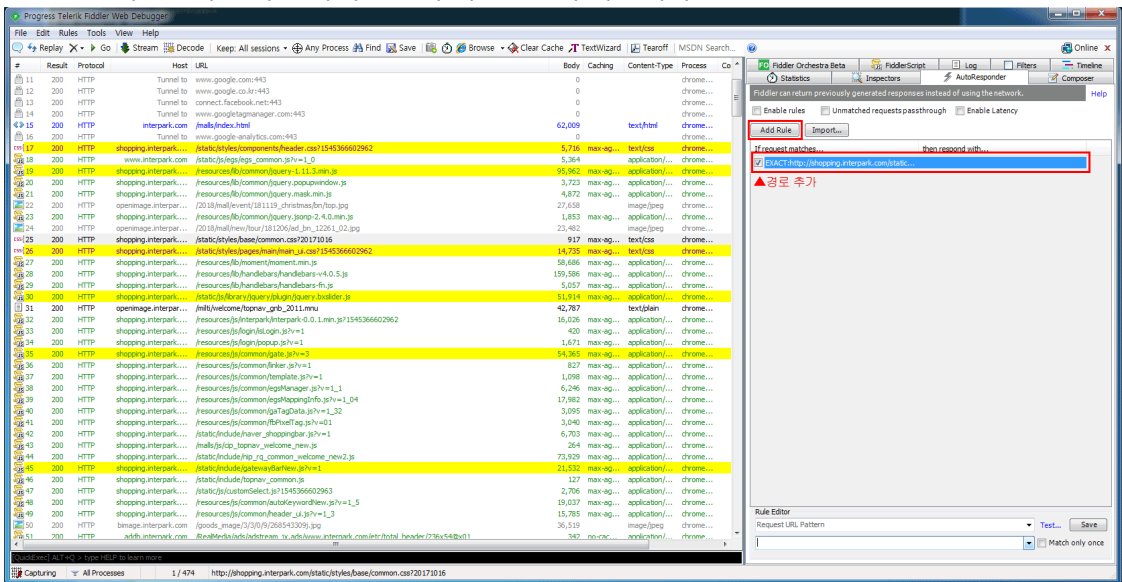 Progress Telerik Fiddler Web Debugger
File Edit Rules Tools View Help
Replay X Go Stream Decode Keep: All sessions Any Process Find Save Browse Clear Cache TextWizard Tearoff MSDN Search... Online X
# Result Protocol Host URL Body Caching Content-Type Process Co
11 200 HTTP Tunnel to www.google.com:443 0 chrome...
12 200 HTTP Tunnel to www.google.co.kr:443 0 chrome...
13 200 HTTP Tunnel to connect.facebook.net:443 0 chrome...
14 200 HTTP Tunnel to www.googletagmanager.com:443 0 chrome...
15 200 HTTP interpark.com /malls/index.html 62,009 text/html chrome...
16 200 HTTP Tunnel to www.google-analytics.com:443 0 chrome...
17 200 HTTP shopping.interpark.... /static/styles/components/header.css?1545366602962 5,716 max-ag... text/css chrome...
18 200 HTTP www.interpark.com /static/js/egs/egs_common.js?v=1_0 5,364 application/... chrome...
19 200 HTTP shopping.interpark.... /resources/lib/common/jquery-1.11.3.min.js 95,962 max-ag... application/... chrome...
20 200 HTTP shopping.interpark.... /resources/lib/common/jquery.popupwindow.js 3,723 max-ag... application/... chrome...
21 200 HTTP shopping.interpark.... /resources/lib/common/jquery.mask.min.js 4,872 max-ag... application/... chrome...
22 200 HTTP openimage.interpar... /2018/mall/event/181119_christmas/bn/top.jpg 27,658 image/jpeg chrome...
23 200 HTTP shopping.interpark.... /resources/lib/common/jquery.jsonp-2.4.0.min.js 1,853 max-ag... application/... chrome...
24 200 HTTP openimage.interpar... /2018/mall/new/tour/181206/ad_bn_12261_02.jpg 23,482 image/jpeg chrome...
25 200 HTTP shopping.interpark.... /static/styles/base/common.css?20171016 917 max-ag... text/css chrome...
26 200 HTTP shopping.interpark.... /static/styles/pages/main/main_ui.css?1545366602962 14,735 max-ag... text/css chrome...
27 200 HTTP shopping.interpark.... /resources/lib/moment/moment.min.js 58,686 max-ag... application/... chrome...
28 200 HTTP shopping.interpark.... /resources/lib/handlebars/handlebars-v4.0.5.js 159,586 max-ag... application/... chrome...
29 200 HTTP shopping.interpark.... /resources/lib/handlebars/handlebars-fn.js 5,057 max-ag... application/... chrome...
30 200 HTTP shopping.interpark.... /static/js/library/jquery/plugin/jquery.bxslider.js 51,914 max-ag... application/... chrome...
31 200 HTTP openimage.interpar... /milti/welcome/topnav_gnb_2011.mnu 42,787 text/plain chrome...
32 200 HTTP shopping.interpark.... /resources/js/interpark/interpark-0.0.1.min.js?1545366602962 16,026 max-ag... application/... chrome...
33 200 HTTP shopping.interpark.... /resources/js/login/isLogin.js?v=1 420 max-ag... application/... chrome...
34 200 HTTP shopping.interpark.... /resources/js/login/popup.js?v=1 1,671 max-ag... application/... chrome...
35 200 HTTP shopping.interpark.... /resources/js/common/gate.js?v=3 54,365 max-ag... application/... chrome...
36 200 HTTP shopping.interpark.... /resources/js/common/linker.js?v=1 827 max-ag... application/... chrome...
37 200 HTTP shopping.interpark.... /resources/js/common/template.js?v=1 1,098 max-ag... application/... chrome...
38 200 HTTP shopping.interpark.... /resources/js/common/egsManager.js?v=1_1 6,246 max-ag... application/... chrome...
39 200 HTTP shopping.interpark.... /resources/js/common/egsMappingInfo.js?v=1_04 17,982 max-ag... application/... chrome...
40 200 HTTP shopping.interpark.... /resources/js/common/gaTagData.js?v=1_32 3,095 max-ag... application/... chrome...
41 200 HTTP shopping.interpark.... /resources/js/common/fbPixelTag.js?v=01 3,040 max-ag... application/... chrome...
42 200 HTTP shopping.interpark.... /static/include/naver_shoppingbar.js?v=1 6,703 max-ag... application/... chrome...
43 200 HTTP shopping.interpark.... /malls/js/cip_topnav_welcome_new.js 264 max-ag... application/... chrome...
44 200 HTTP shopping.interpark.... /static/include/nip_rq_common_welcome_new2.js 73,929 max-ag... application/... chrome...
45 200 HTTP shopping.interpark.... /static/include/gatewayBarNew.js?v=1 21,532 max-ag... application/... chrome...
46 200 HTTP shopping.interpark.... /static/include/topnav_common.js 127 max-ag... application/... chrome...
47 200 HTTP shopping.interpark.... /static/js/customSelect.js?1545366602963 2,706 max-ag... application/... chrome...
48 200 HTTP shopping.interpark.... /resources/js/common/autoKeywordNew.js?v=1_5 19,037 max-ag... application/... chrome...
49 200 HTTP shopping.interpark.... /resources/js/common/header_ui.js?v=1_3 15,785 max-ag... application/... chrome...
50 200 HTTP bimage.interpark.com /goods_image/3/3/0/9/268543309j.jpg 36,519 image/jpeg chrome...
51 200 HTTP addb.interpark.com /RealMedia/ads/adstream_tx.ads/www.interpark.com/etc/total_header/236x54@x01 342 no-cac... application/... chrome...
[QuickExec] ALT+Q > type HELP to learn more
Capturing All Processes 1 / 474 http://shopping.interpark.com/static/styles/base/common.css?20171016
FO Fiddler Orchestra Beta FiddlerScript Log Filters Timeline
Statistics Inspectors AutoResponder Composer
Fiddler can return previously generated responses instead of using the network. Help
Enable rules Unmatched requests passthrough Enable Latency
Add Rule Import...
If request matches... then respond with...
EXACT:http://shopping.interpark.com/static...
▲경로 추가
Rule Editor
Request URL Pattern Test... Save
Match only once